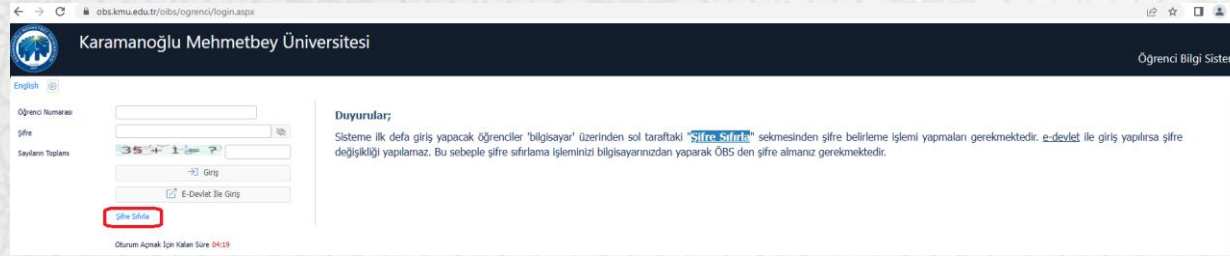 obs.kmu.edu.tr/oibs/ogrenci/login.aspx
Karamanoğlu Mehmetbey Üniversitesi
Öğrenci Bilgi Sister
English
Öğrenci Numarası
Şifre
Sayıların Toplamı
35 + 1 = ?
Giriş
E-Devlet İle Giriş
Şifre Sıfırla
Oturum Açmak İçin Kalan Süre 04:19
Duyurular;
Sisteme ilk defa giriş yapacak öğrenciler 'bilgisayar' üzerinden sol taraftaki "Şifre Sıfırla" sekmesinden şifre belirleme işlemi yapmaları gerekmektedir. e-devlet ile giriş yapılırsa şifre
değişikliği yapılamaz. Bu sebeple şifre sıfırlama işleminizi bilgisayarınızdan yaparak ÖBS den şifre almanız gerekmektedir.